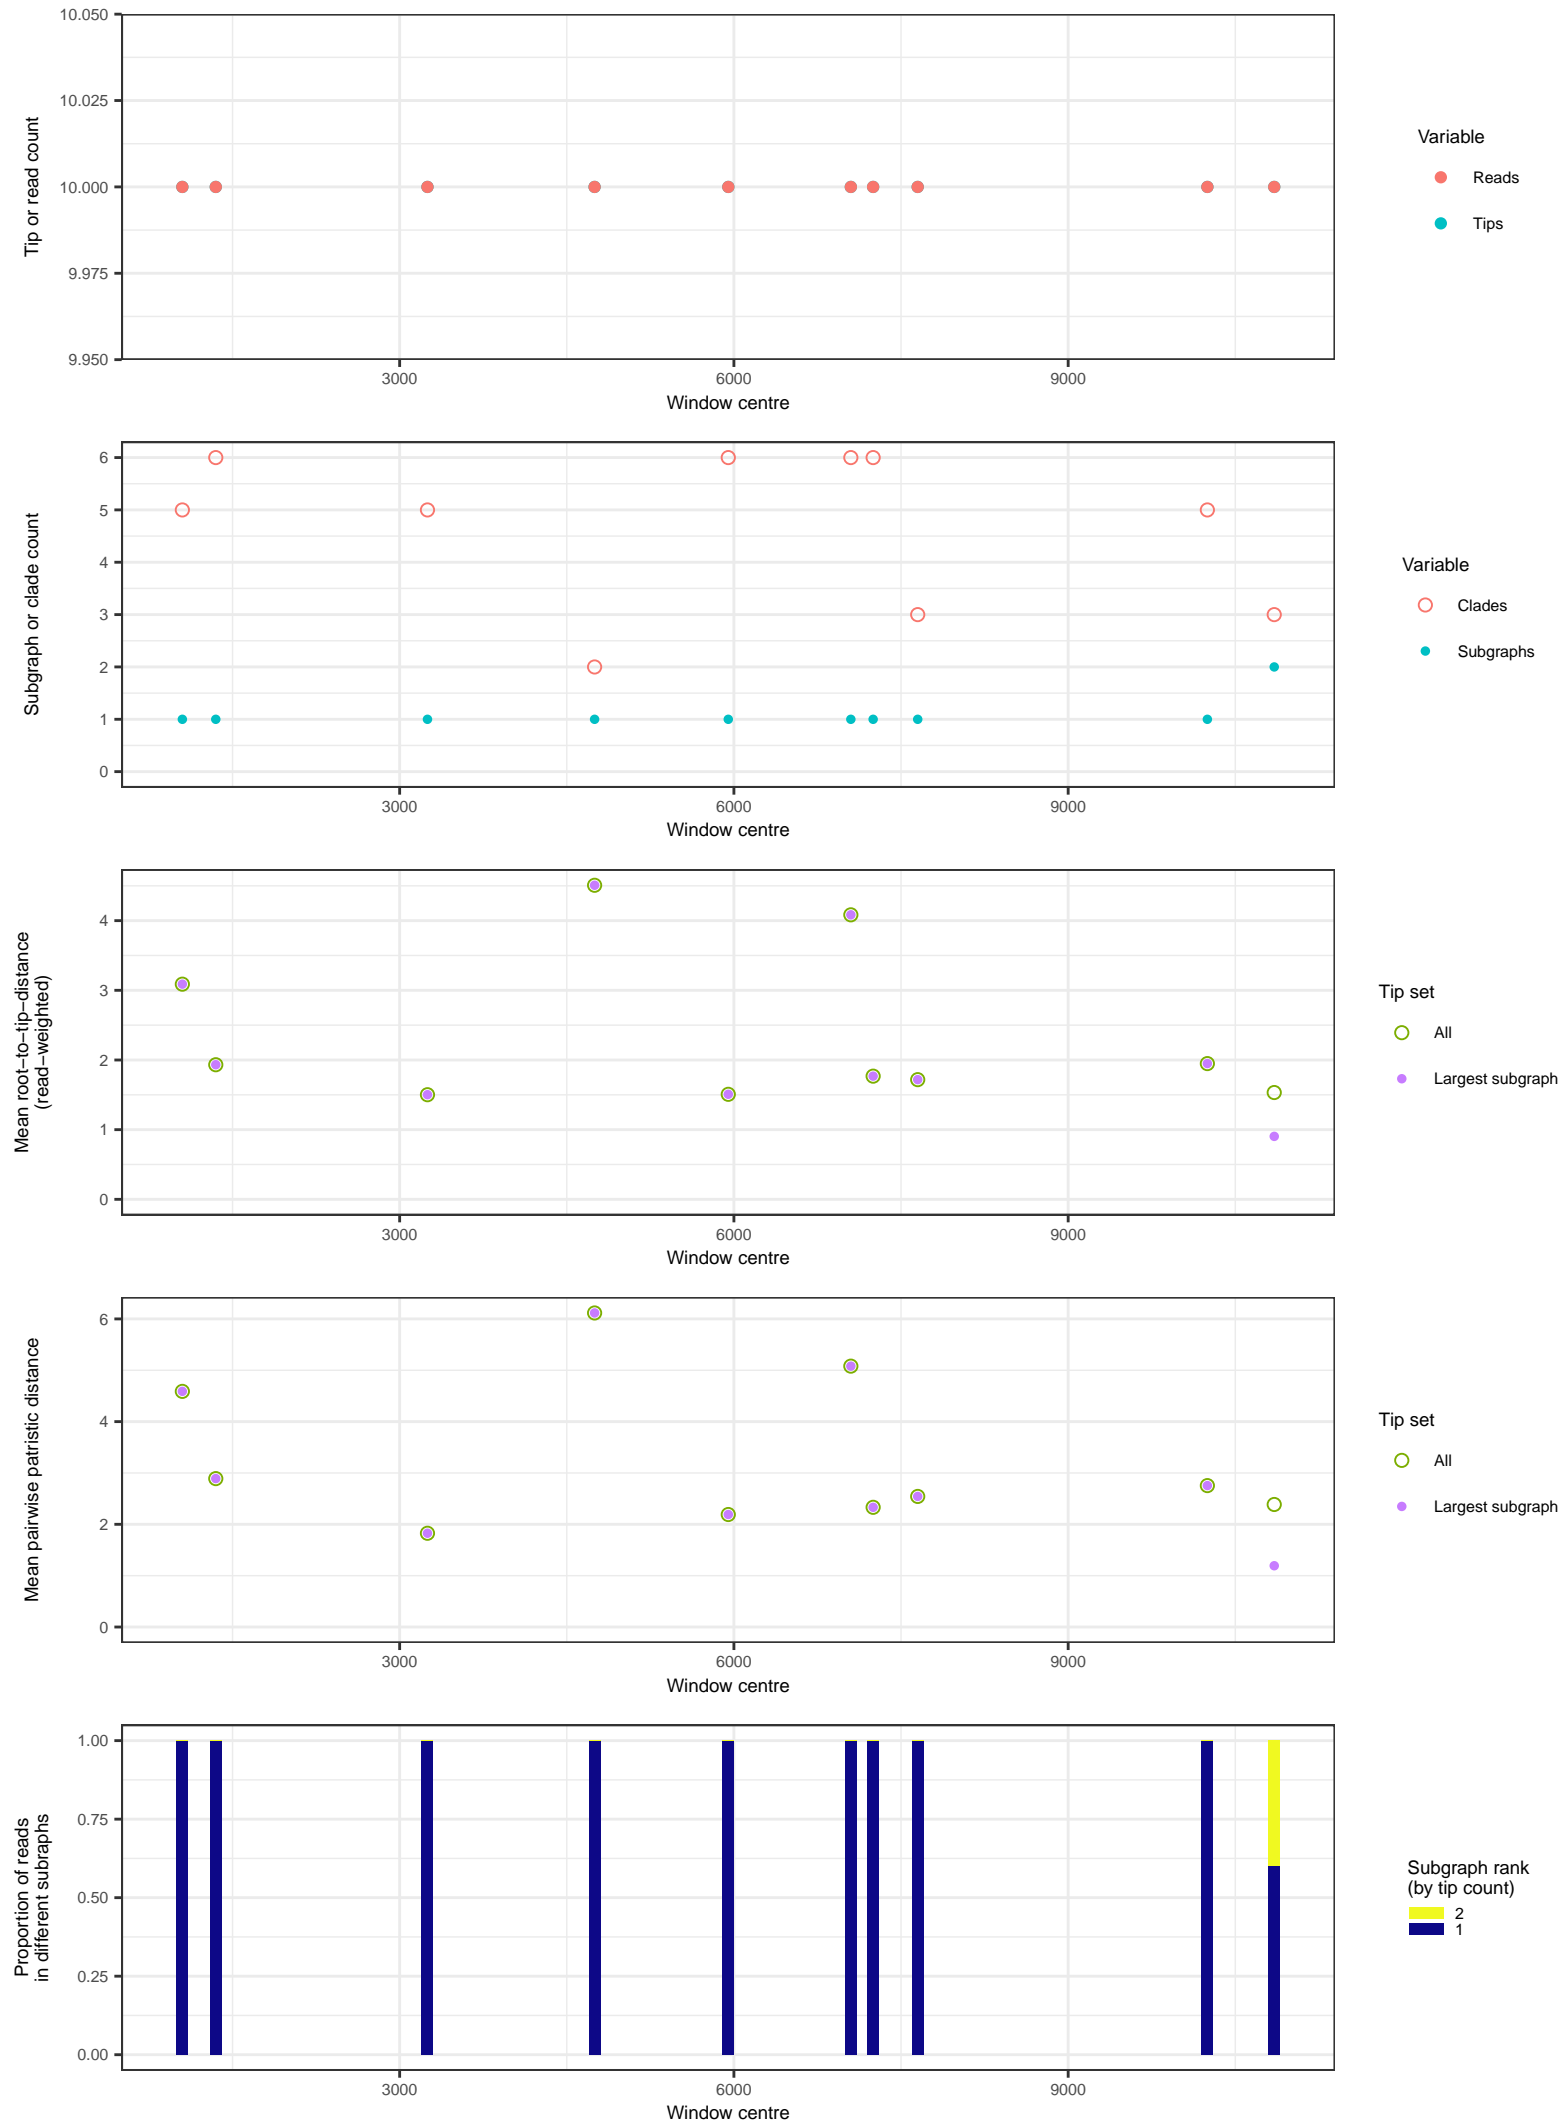 10.050
10.025
10.000
9.975
9.950
Tip or read count
3000
6000
9000
Window centre
Variable
Reads
Tips
6
5
4
3
2
1
0
Subgraph or clade count
3000
6000
9000
Window centre
Variable
Clades
Subgraphs
4
3
2
1
0
Mean root−to−tip−distance
(read−weighted)
3000
6000
9000
Window centre
Tip set
All
Largest subgraph
6
4
2
0
Mean pairwise patristic distance
3000
6000
9000
Window centre
Tip set
All
Largest subgraph
1.00
0.75
0.50
0.25
0.00
Proportion of reads
in different subraphs
3000
6000
9000
Window centre
Subgraph rank
(by tip count)
2
1